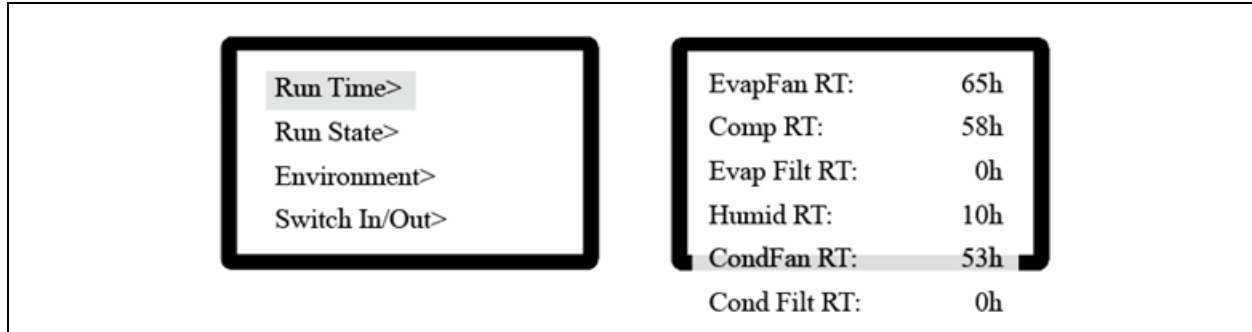 Run Time>
Run State>
Environment>
Switch In/Out>
EvapFan RT: 65h
Comp RT: 58h
Evap Filt RT: 0h
Humid RT: 10h
CondFan RT: 53h
Cond Filt RT: 0h